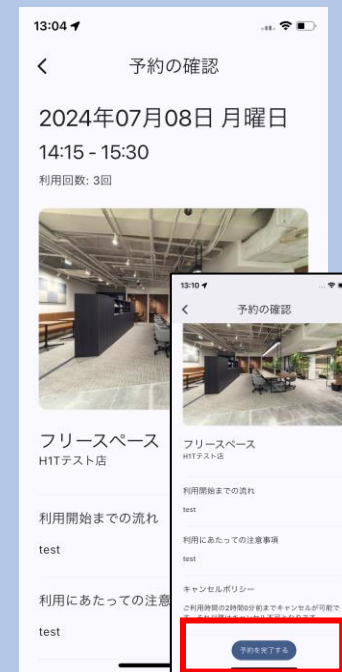 13:04
予約の確認
2024年07月08日 月曜日
14:15 - 15:30
利用回数: 3回
フリースペース
H1Tテスト店
利用開始までの流れ
test
利用にあたっての注意
test
13:10
予約の確認
フリースペース
H1Tテスト店
利用開始までの流れ
test
利用にあたっての注意事項
test
キャンセルポリシー
ご利用時間の2時間0分前までキャンセルが可能で
予約を完了する